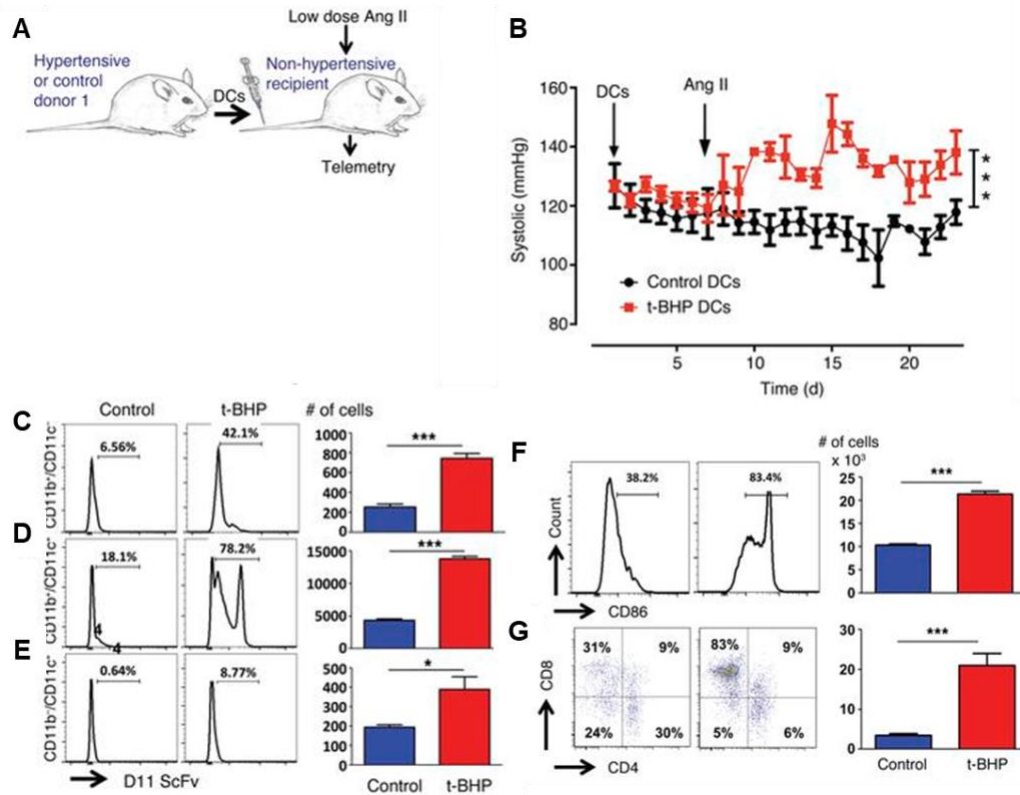 A
Low dose Ang II
Hypertensive
or control
donor 1
DCs
Non-hypertensive
recipient
Telemetry
B
160
140
120
100
80
Systolic (mmHg)
DCs
Ang II
***
Control DCs
t-BHP DCs
5
10
15
20
Time (d)
Control
t-BHP
# of cells
C
CD11b⁺/CD11c⁻
6.56%
42.1%
***
1000
800
600
400
200
0
D
18.1%
78.2%
***
15000
10000
5000
0
4
4
E
0.64%
8.77%
*
500
400
300
200
100
0
D11 ScFv
Control
t-BHP
F
Count
38.2%
83.4%
CD86
# of cells
x 10³
***
25
20
15
10
5
0
G
CD8
31%
9%
24%
30%
83%
9%
5%
6%
CD4
***
30
20
10
0
Control
t-BHP